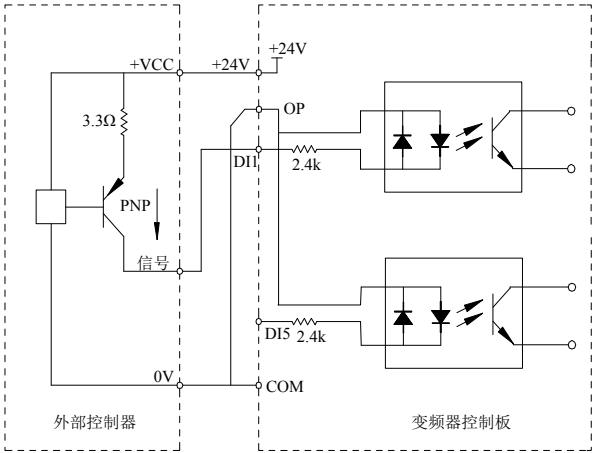 +24V
+VCC
+24V
OP
3.3Ω
DI1
2.4k
PNP
信号
DI5
2.4k
0V
COM
外部控制器
变频器控制板